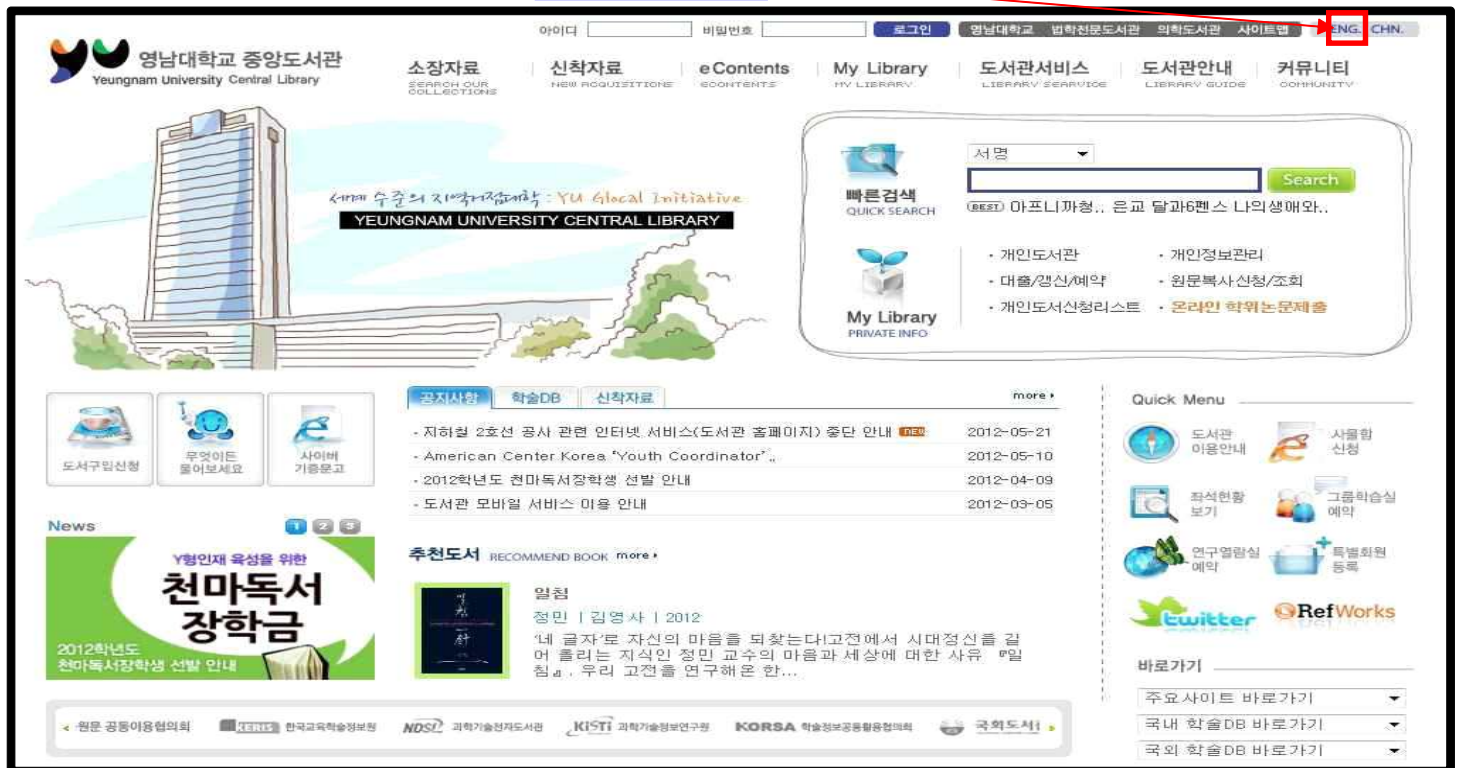 아이디 비밀번호 로그인 영남대학교 법학전문도서관 의학도서관 사이트맵 ENG. CHN.
영남대학교 중앙도서관
Yeungnam University Central Library
소장자료 신착자료 eContents My Library 도서관서비스 도서관안내 커뮤니티
SEARCH OUR COLLECTIONS NEW ACQUISITIONS ECONTENTS MY LIBRARY LIBRARY SEARVICE LIBRARY GUIDE COMMUNITY
세계 수준의 지역거점대학 : YU Glocal Initiative
YEUNGNAM UNIVERSITY CENTRAL LIBRARY
서명
Search
빠른검색
QUICK SEARCH
BEST 아프니까청.. 은교 달과6펜스 나의생애와..
· 개인도서관 · 개인정보관리
· 대출/갱신/예약 · 원문복사신청/조회
· 개인도서신청리스트 · 온라인 학위논문제출
My Library
PRIVATE INFO
도서구입신청
무엇이든
물어보세요
사이버
기증문고
공지사항 학술DB 신착자료 more
· 지하철 2호선 공사 관련 인터넷 서비스(도서관 홈페이지) 중단 안내 NEW 2012-05-21
· American Center Korea "Youth Coordinator" .. 2012-05-10
· 2012학년도 천마독서장학생 선발 안내 2012-04-09
· 도서관 모바일 서비스 이용 안내 2012-03-05
News 1 2 3
Y형인재 육성을 위한
천마독서
장학금
2012학년도
천마독서장학생 선발 안내
추천도서 RECOMMEND BOOK more
일침
정민 | 김영사 | 2012
'네 글자'로 자신의 마음을 되찾는다!고전에서 시대정신을 길
어 올리는 지식인 정민 교수의 마음과 세상에 대한 사유 『일
침』. 우리 고전을 연구해온 한...
Quick Menu
도서관
이용안내
사물함
신청
좌석현황
보기
그룹학습실
예약
연구열람실
예약
특별회원
등록
twitter RefWorks
바로가기
주요사이트 바로가기
국내 학술DB 바로가기
국외 학술DB 바로가기
원문 공동이용협의회 KERIS 한국교육학술정보원 NDSL 과학기술전자도서관 KiSTi 과학기술정보연구원 KORSA 학술정보공동활용협의회 국회도서